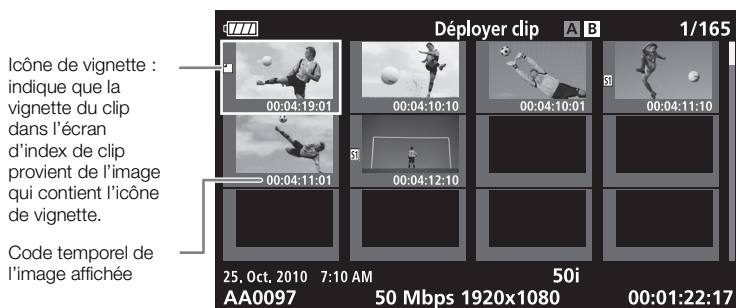 Icône de vignette :
indique que la
vignette du clip
dans l’écran
d’index de clip
provient de l’image
qui contient l’icône
de vignette.
Code temporel de
l’image affichée
Déployer clip A B 1/165
00:04:19:01 00:04:10:10 00:04:10:01 S1 00:04:11:10
00:04:11:01 S1 00:04:12:10
25, Oct, 2010 7:10 AM 50i
AA0097 50 Mbps 1920x1080 00:01:22:17